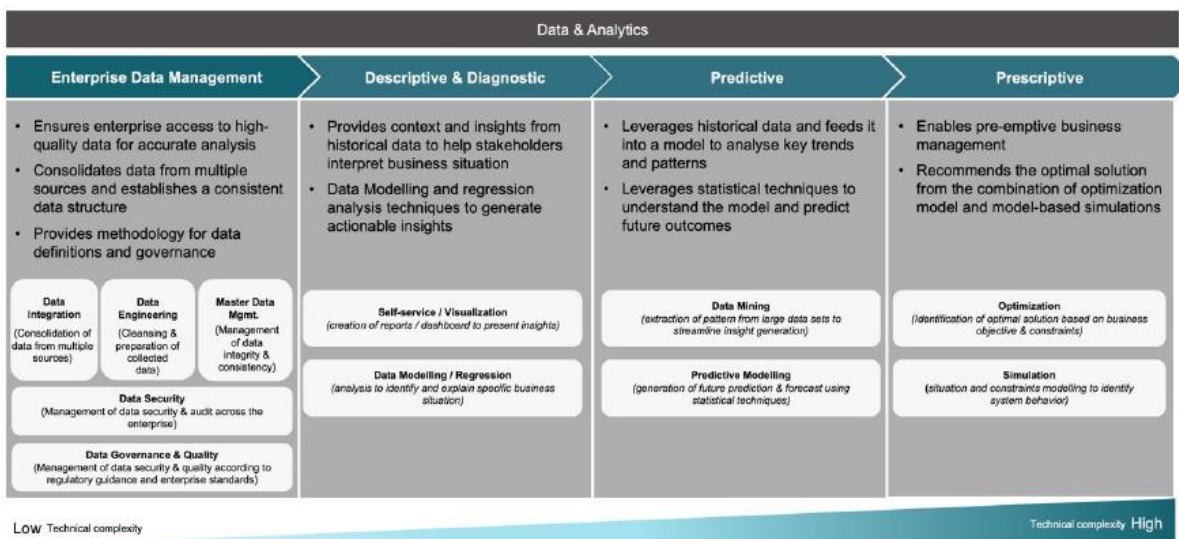 Data & Analytics
Enterprise Data Management
Descriptive & Diagnostic
Predictive
Prescriptive
• Ensures enterprise access to high-
quality data for accurate analysis
• Consolidates data from multiple
sources and establishes a consistent
data structure
• Provides methodology for data
definitions and governance
Data
Integration
(Consolidation of
data from multiple
sources)
Data
Engineering
(Cleansing &
preparation of
collected
data)
Master Data
Mgmt.
(Management
of data
integrity &
consistency)
Data Security
(Management of data security & audit across the
enterprise)
Data Governance & Quality
(Management of data security & quality according to
regulatory guidance and enterprise standards)
• Provides context and insights from
historical data to help stakeholders
interpret business situation
• Data Modelling and regression
analysis techniques to generate
actionable insights
Self-service / Visualization
(creation of reports / dashboard to present insights)
Data Modelling / Regression
(analysis to identify and explain specific business
situation)
• Leverages historical data and feeds it
into a model to analyse key trends
and patterns
• Leverages statistical techniques to
understand the model and predict
future outcomes
Data Mining
(extraction of pattern from large data sets to
streamline insight generation)
Predictive Modelling
(generation of future prediction & forecast using
statistical techniques)
• Enables pre-emptive business
management
• Recommends the optimal solution
from the combination of optimization
model and model-based simulations
Optimization
(Identification of optimal solution based on business
objective & constraints)
Simulation
(situation and constraints modelling to identify
system behavior)
Low Technical complexity
Technical complexity High